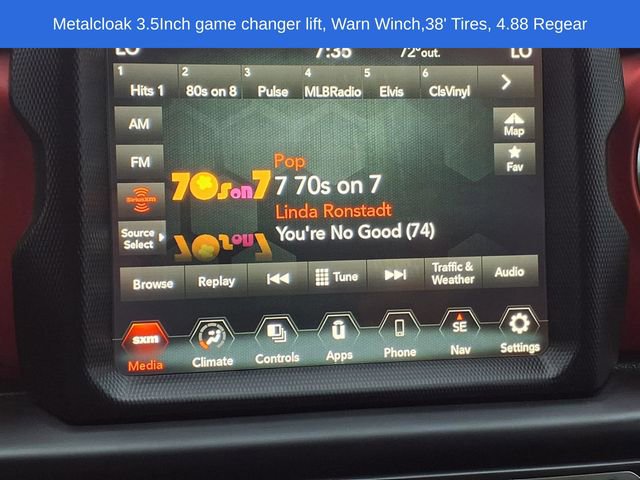 Metalcloak 3.5Inch game changer lift, Warn Winch,38' Tires, 4.88 Regear
LO 7:35 72°out. LO
1 2 3 4 5 6
Hits 1 80s on 8 Pulse MLBRadio Elvis ClsVinyl
AM
Map
FM
Pop
Fav
70s on 7
7 70s on 7
SiriusXM
Linda Ronstadt
Source
Select
You're No Good (74)
Browse Replay Tune Traffic &
Weather Audio
sxm SE
Media Climate Controls Apps Phone Nav Settings